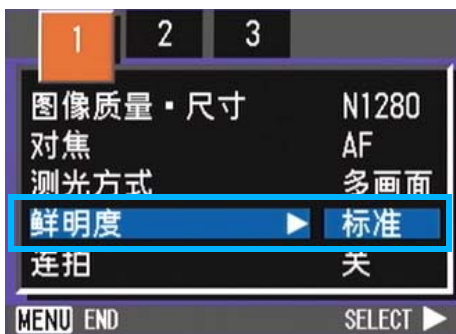 1 2 3
图像质量▪尺寸 N1280
对焦 AF
测光方式 多画面
鲜明度 ▶ 标准
连拍 关
MENU END SELECT ▶